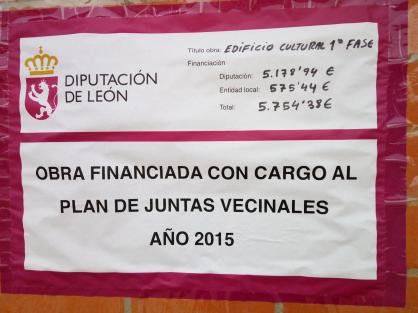 DIPUTACIÓN
DE LEÓN
Título obra: EDIFICIO CULTURAL 1ª FASE
Financiación
Diputación: 5.178'94 €
Entidad local: 575'44 €
Total: 5.754'38€
OBRA FINANCIADA CON CARGO AL
PLAN DE JUNTAS VECINALES
AÑO 2015